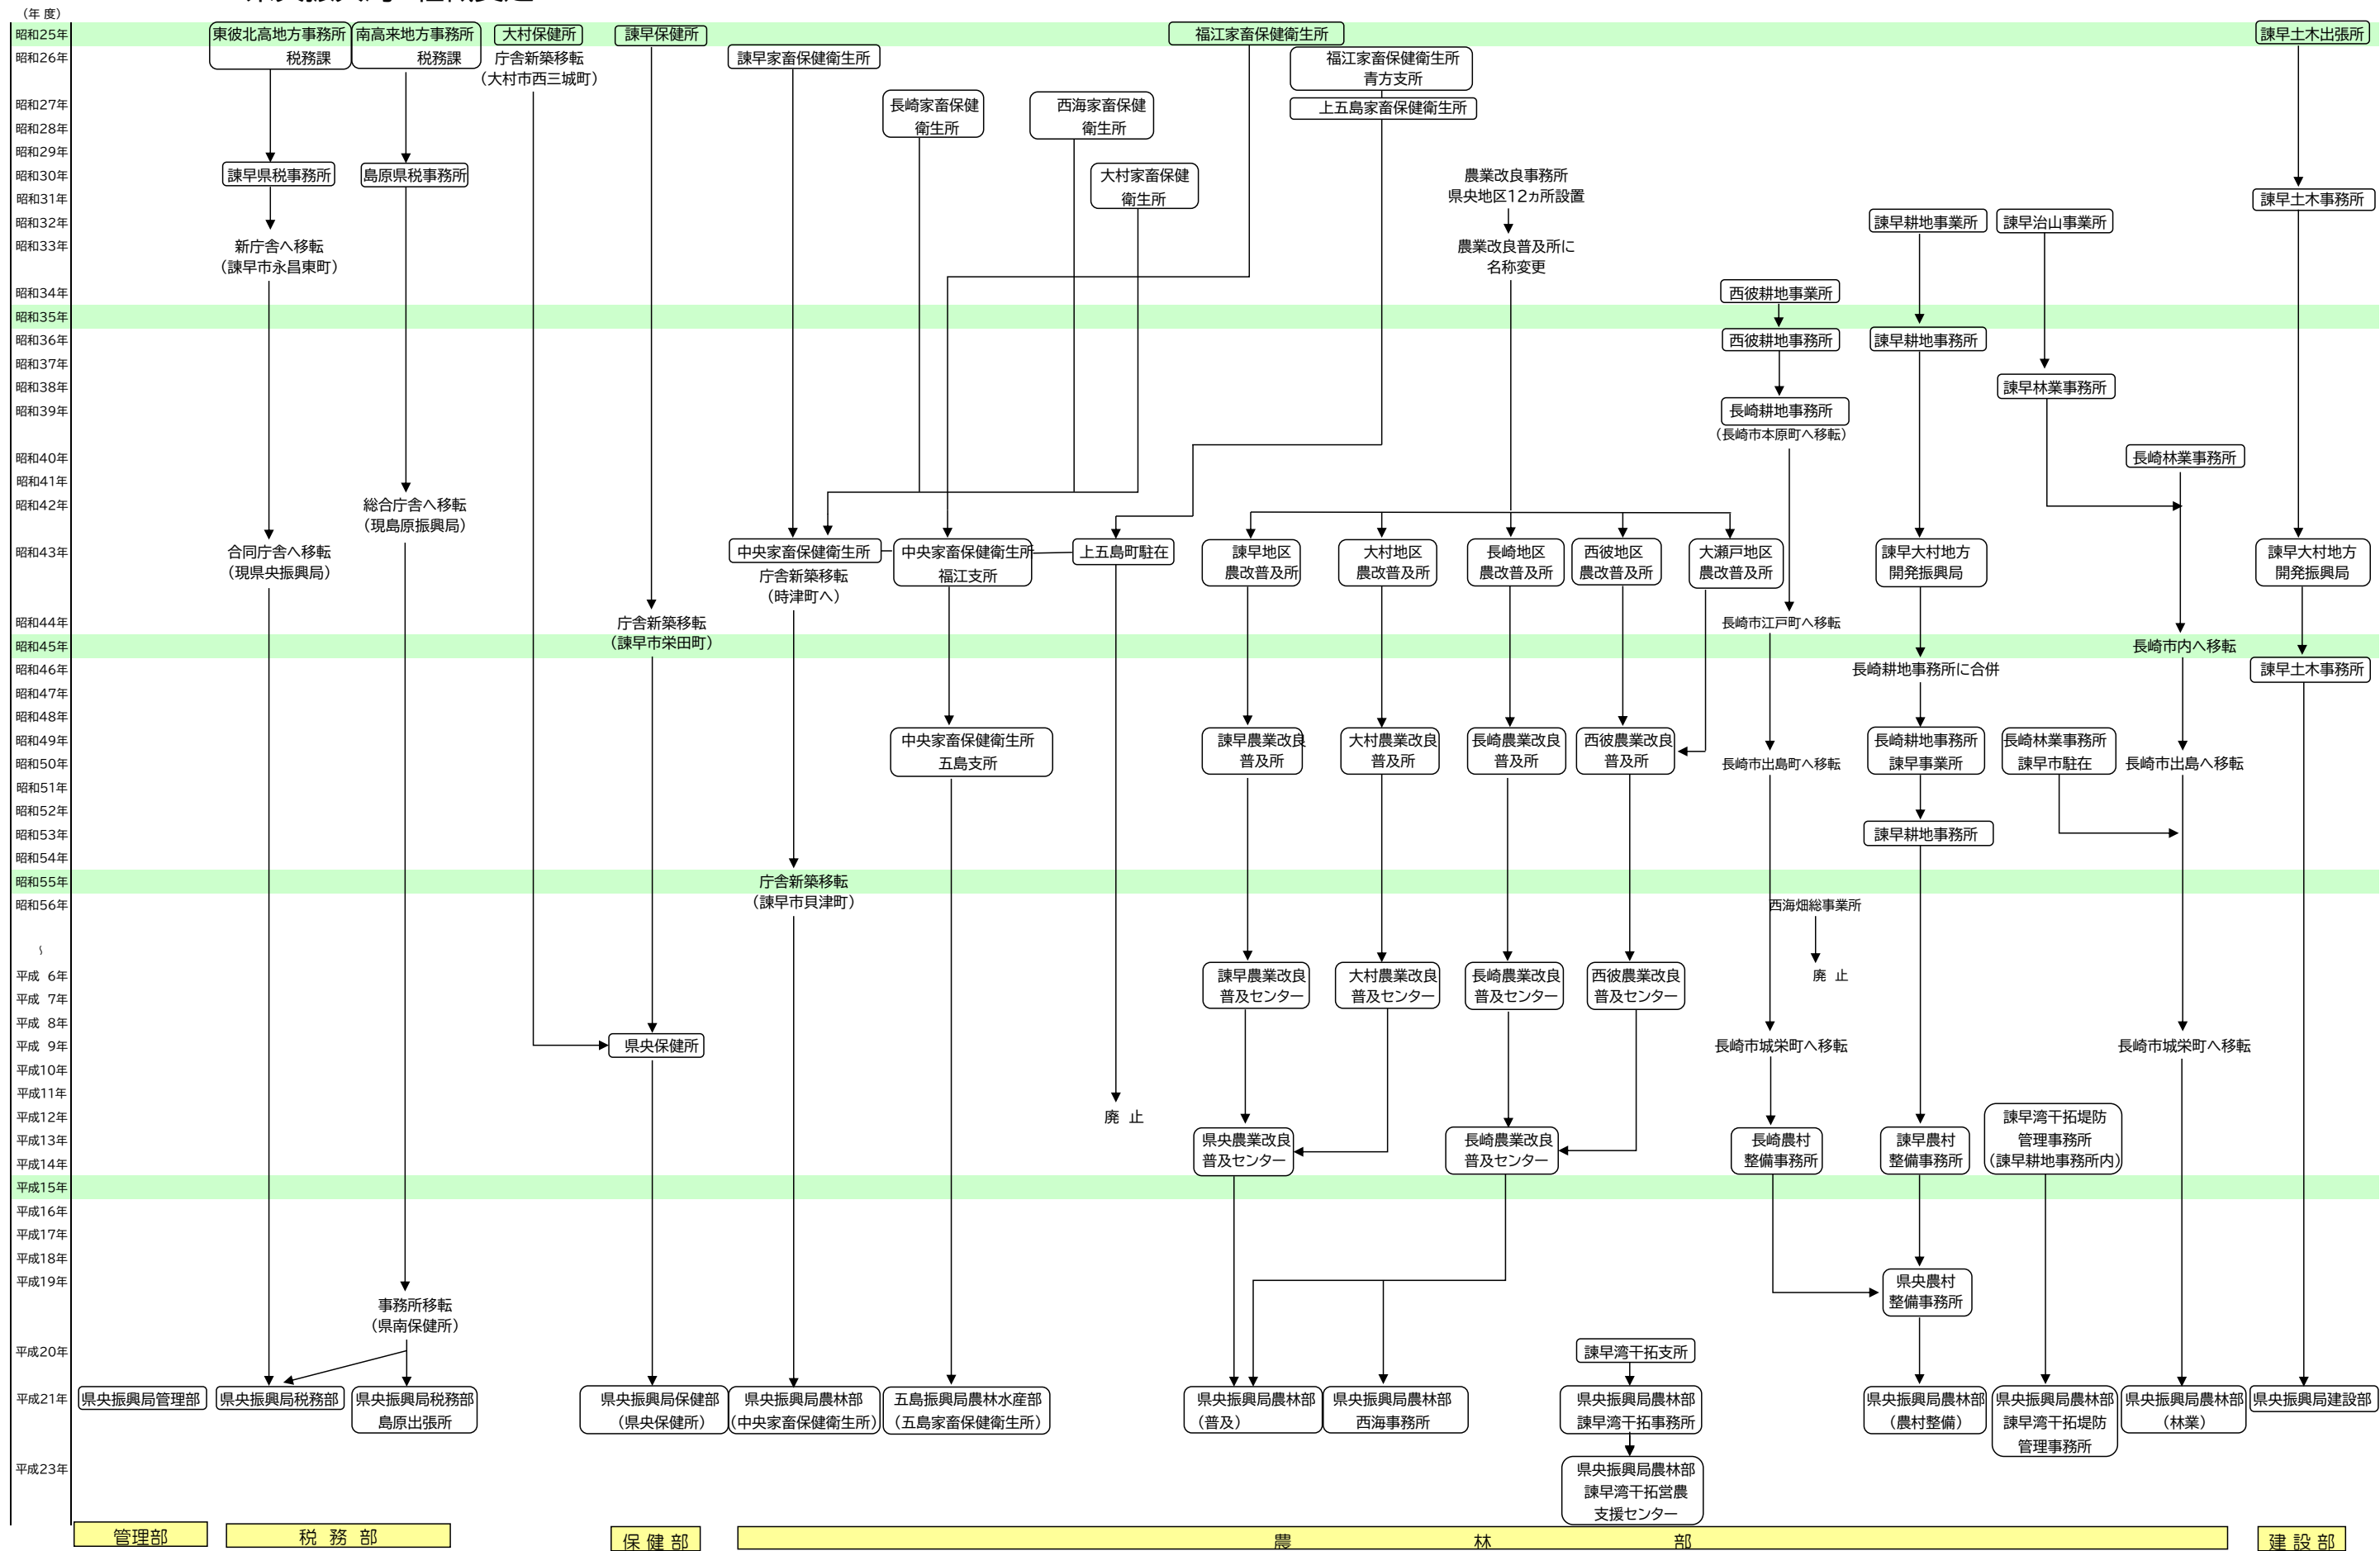 （年 度）
昭和25年
昭和26年
昭和27年
昭和28年
昭和29年
昭和30年
昭和31年
昭和32年
昭和33年
昭和34年
昭和35年
昭和36年
昭和37年
昭和38年
昭和39年
昭和40年
昭和41年
昭和42年
昭和43年
昭和44年
昭和45年
昭和46年
昭和47年
昭和48年
昭和49年
昭和50年
昭和51年
昭和52年
昭和53年
昭和54年
昭和55年
昭和56年
～
平成 6年
平成 7年
平成 8年
平成 9年
平成10年
平成11年
平成12年
平成13年
平成14年
平成15年
平成16年
平成17年
平成18年
平成19年
平成20年
平成21年
平成23年
県央振興局管理部
管理部
東彼北高地方事務所
税務課
諫早県税事務所
新庁舎へ移転
（諫早市永昌東町）
合同庁舎へ移転
（現県央振興局）
県央振興局税務部
南高来地方事務所
税務課
島原県税事務所
総合庁舎へ移転
（現島原振興局）
事務所移転
（県南保健所）
県央振興局税務部
島原出張所
税 務 部
大村保健所
庁舎新築移転
（大村市西三城町）
諫早保健所
庁舎新築移転
（諫早市栄田町）
県央保健所
県央振興局保健部
（県央保健所）
保 健 部
諫早家畜保健衛生所
中央家畜保健衛生所
庁舎新築移転
（時津町へ）
庁舎新築移転
（諫早市貝津町）
県央振興局農林部
（中央家畜保健衛生所）
長崎家畜保健
衛生所
西海家畜保健
衛生所
大村家畜保健
衛生所
福江家畜保健衛生所
中央家畜保健衛生所
福江支所
中央家畜保健衛生所
五島支所
五島振興局農林水産部
（五島家畜保健衛生所）
福江家畜保健衛生所
青方支所
上五島家畜保健衛生所
上五島町駐在
廃 止
農業改良事務所
県央地区12ヵ所設置
農業改良普及所に
名称変更
諫早地区
農改普及所
大村地区
農改普及所
長崎地区
農改普及所
西彼地区
農改普及所
大瀬戸地区
農改普及所
諫早農業改良
普及所
大村農業改良
普及所
長崎農業改良
普及所
西彼農業改良
普及所
諫早農業改良
普及センター
大村農業改良
普及センター
長崎農業改良
普及センター
西彼農業改良
普及センター
県央農業改良
普及センター
長崎農業改良
普及センター
県央振興局農林部
（普及）
県央振興局農林部
西海事務所
諫早湾干拓支所
県央振興局農林部
諫早湾干拓事務所
県央振興局農林部
諫早湾干拓営農
支援センター
西彼耕地事業所
西彼耕地事務所
長崎耕地事務所
（長崎市本原町へ移転）
長崎市江戸町へ移転
長崎市出島町へ移転
西海畑総事業所
廃 止
長崎市城栄町へ移転
長崎農村
整備事務所
諫早耕地事業所
諫早耕地事務所
諫早大村地方
開発振興局
長崎耕地事務所に合併
長崎耕地事務所
諫早事業所
諫早耕地事務所
諫早農村
整備事務所
県央農村
整備事務所
県央振興局農林部
（農村整備）
諫早治山事業所
諫早林業事務所
長崎林業事務所
諫早市駐在
諫早湾干拓堤防
管理事務所
（諫早耕地事務所内）
県央振興局農林部
諫早湾干拓堤防
管理事務所
長崎林業事務所
長崎市内へ移転
長崎市出島へ移転
長崎市城栄町へ移転
県央振興局農林部
（林業）
農 林 部
諫早土木出張所
諫早土木事務所
諫早大村地方
開発振興局
諫早土木事務所
県央振興局建設部
建 設 部